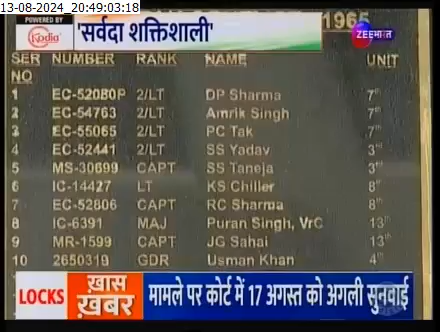 13-08-2024_20:49:03:18
POWERED BY
Kodia
'सर्वदा शक्तिशाली'
1965
ZEEभारत
SER NUMBER RANK NAME UNIT
NO
1 EC-52080P 2/LT DP Sharma 7th
2 EC-54763 2/LT Amrik Singh 7th
3 EC-55065 2/LT PC Tak 7th
4 EC-52441 2/LT SS Yadav 3rd
5 MS-30699 CAPT SS Taneja 3rd
6 IC-14427 LT KS Chiller 8th
7 EC-52806 CAPT RC Sharma 8th
8 IC-6391 MAJ Puran Singh, VrC 13th
9 MR-1599 CAPT JG Sahai 13th
10 2650319 GDR Usman Khan 4th
LOCKS
ख़ास
ख़बर
मामले पर कोर्ट में 17 अगस्त को अगली सुनवाई